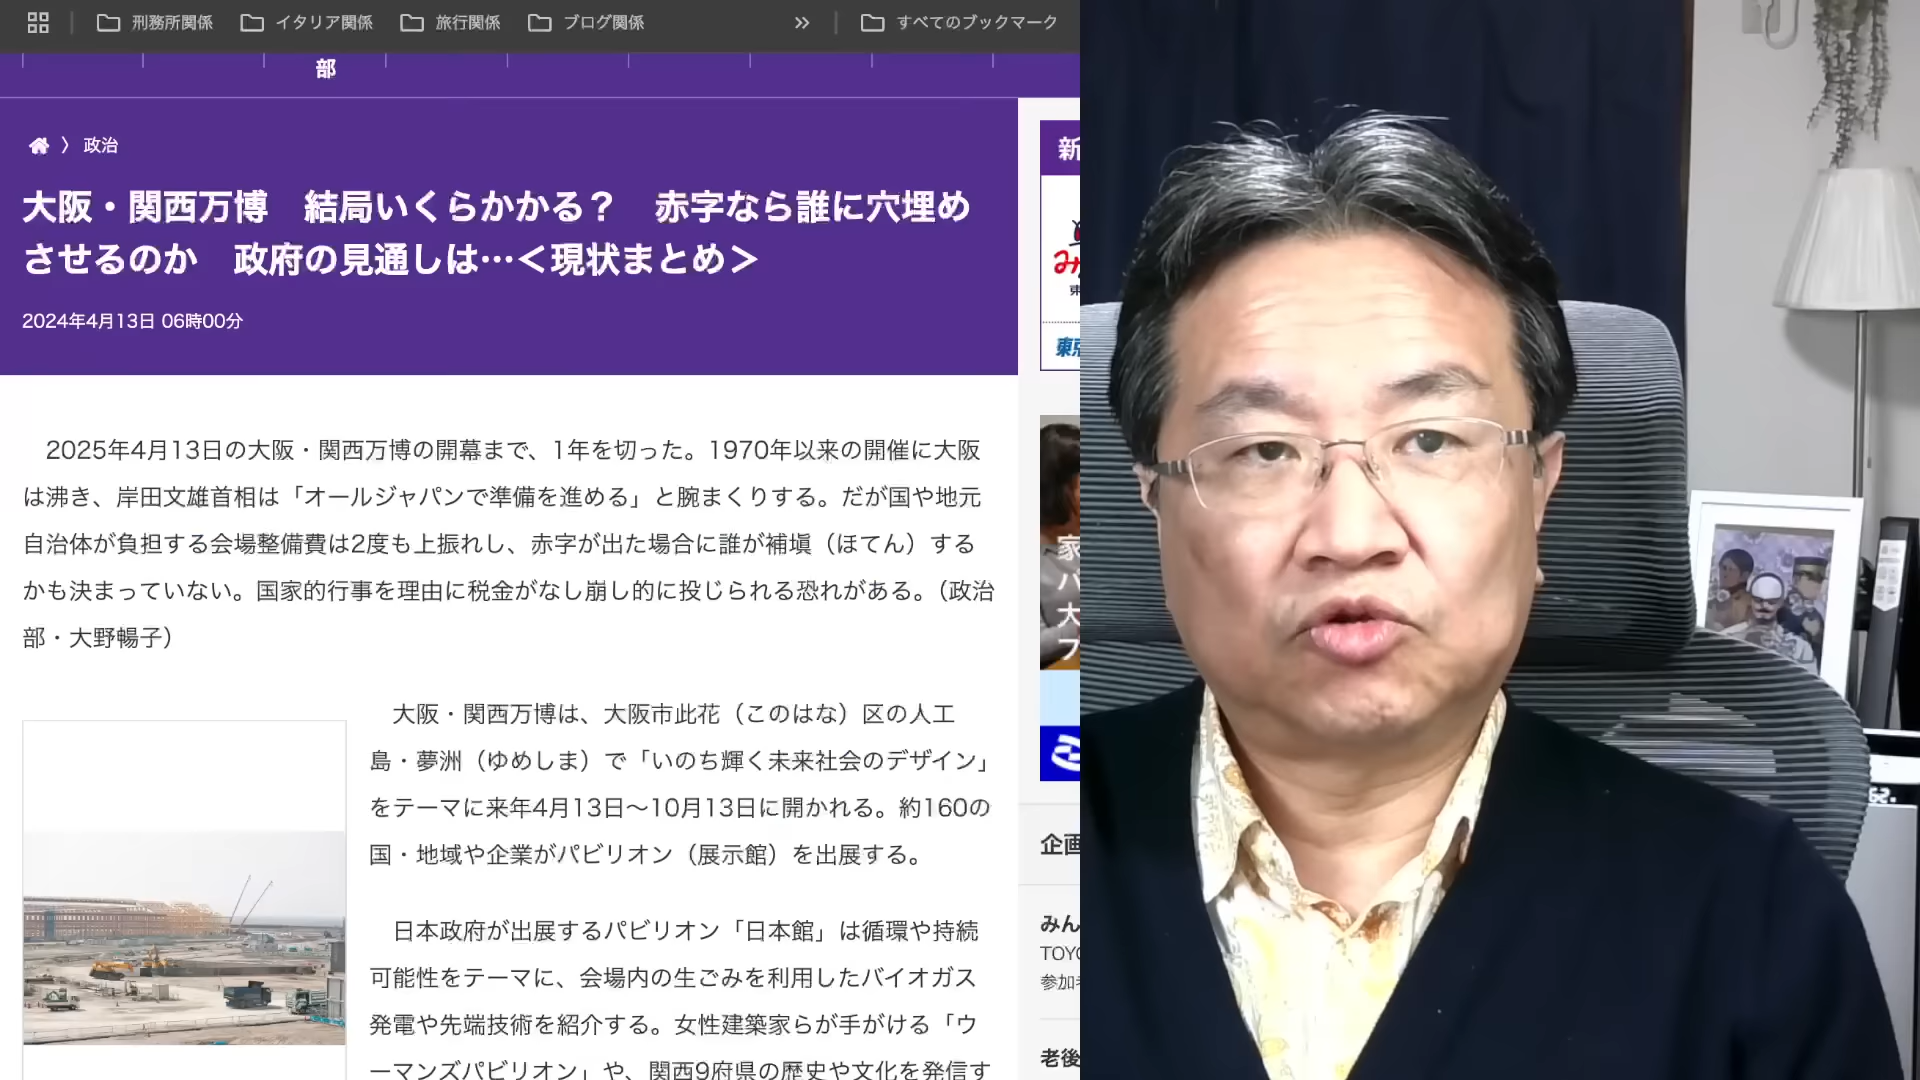 刑務所関係
イタリア関係
旅行関係
ブログ関係
»
すべてのブックマーク
部
政治
大阪・関西万博　結局いくらかかる？　赤字なら誰に穴埋め
させるのか　政府の見通しは…＜現状まとめ＞
2024年4月13日 06時00分
2025年4月13日の大阪・関西万博の開幕まで、1年を切った。1970年以来の開催に大阪
は沸き、岸田文雄首相は「オールジャパンで準備を進める」と腕まくりする。だが国や地元
自治体が負担する会場整備費は2度も上振れし、赤字が出た場合に誰が補塡（ほてん）する
かも決まっていない。国家的行事を理由に税金がなし崩し的に投じられる恐れがある。（政治
部・大野暢子）
大阪・関西万博は、大阪市此花（このはな）区の人工
島・夢洲（ゆめしま）で「いのち輝く未来社会のデザイン」
をテーマに来年4月13日～10月13日に開かれる。約160の
国・地域や企業がパビリオン（展示館）を出展する。
日本政府が出展するパビリオン「日本館」は循環や持続
可能性をテーマに、会場内の生ごみを利用したバイオガス
発電や先端技術を紹介する。女性建築家らが手がける「ウ
ーマンズパビリオン」や、関西9府県の歴史や文化を発信す
新
み
東
東京
家
パ
大
フ
企画
みん
TOYO
参加
老後
62.